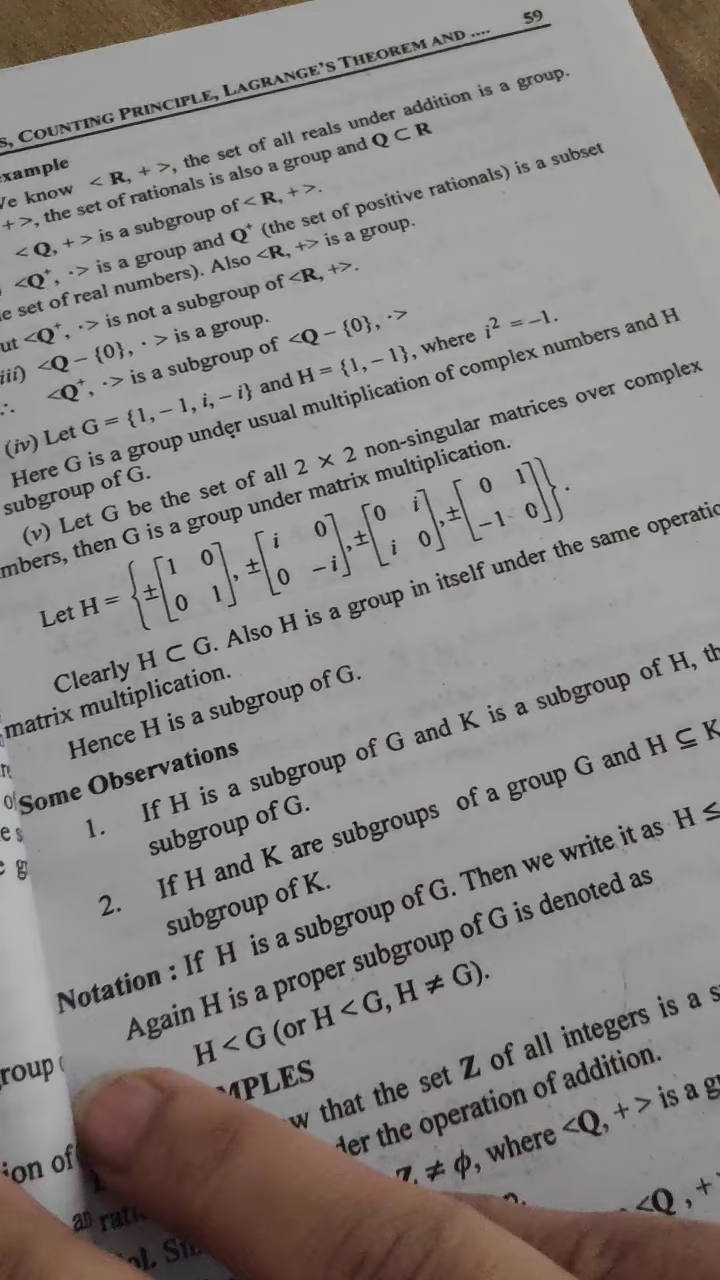 59
S, COUNTING PRINCIPLE, LAGRANGE'S THEOREM AND ....
xample
We know < R, + >, the set of all reals under addition is a group.
+ >, the set of rationals is also a group and Q ⊂ R
< Q, + > is a subgroup of < R, + >.
<Q⁺, ·> is a group and Q⁺ (the set of positive rationals) is a subset
e set of real numbers). Also <R, +> is a group.
ut <Q⁺, ·> is not a subgroup of <R, +>.
iii) <Q – {0}, · > is a group.
∴ <Q⁺, ·> is a subgroup of <Q – {0}, ·>
(iv) Let G = {1, – 1, i, – i} and H = {1, – 1}, where i² = –1.
Here G is a group under usual multiplication of complex numbers and H
subgroup of G.
(v) Let G be the set of all 2 × 2 non-singular matrices over complex
mbers, then G is a group under matrix multiplication.
Let H = {±[1 0; 0 1], ±[i 0; 0 –i], ±[0 i; i 0], ±[0 1; –1 0]}.
Clearly H ⊂ G. Also H is a group in itself under the same operatio
matrix multiplication.
Hence H is a subgroup of G.
Some Observations
1. If H is a subgroup of G and K is a subgroup of H, th
subgroup of G.
2. If H and K are subgroups of a group G and H ⊆ K
subgroup of K.
Notation : If H is a subgroup of G. Then we write it as H ≤
Again H is a proper subgroup of G is denoted as
H < G (or H < G, H ≠ G).
MPLES
w that the set Z of all integers is a s
der the operation of addition.
Z ≠ ϕ, where <Q, + > is a g
<Q , +
roup
ion of